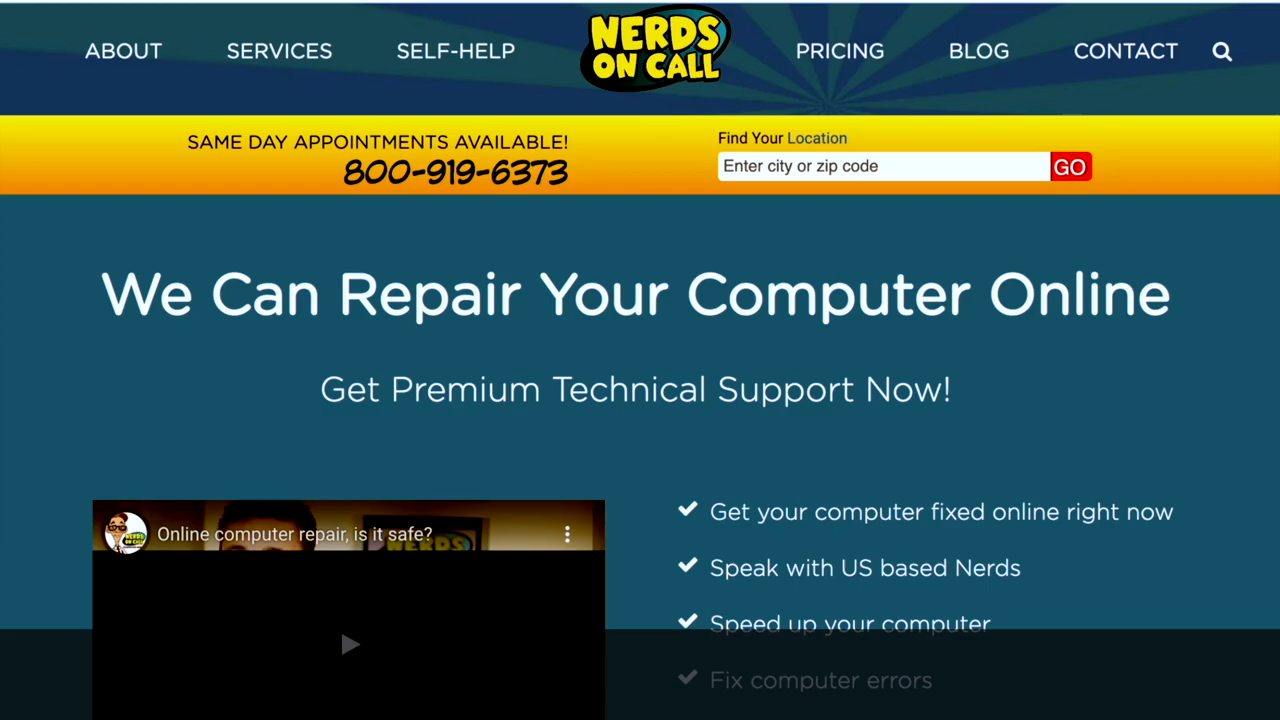 ABOUT
SERVICES
SELF-HELP
NERDS
ON CALL
PRICING
BLOG
CONTACT
SAME DAY APPOINTMENTS AVAILABLE!
800-919-6373
Find Your Location
Enter city or zip code
GO
We Can Repair Your Computer Online
Get Premium Technical Support Now!
Online computer repair, is it safe?
NERDS
ON CALL
Get your computer fixed online right now
Speak with US based Nerds
Speed up your computer
Fix computer errors